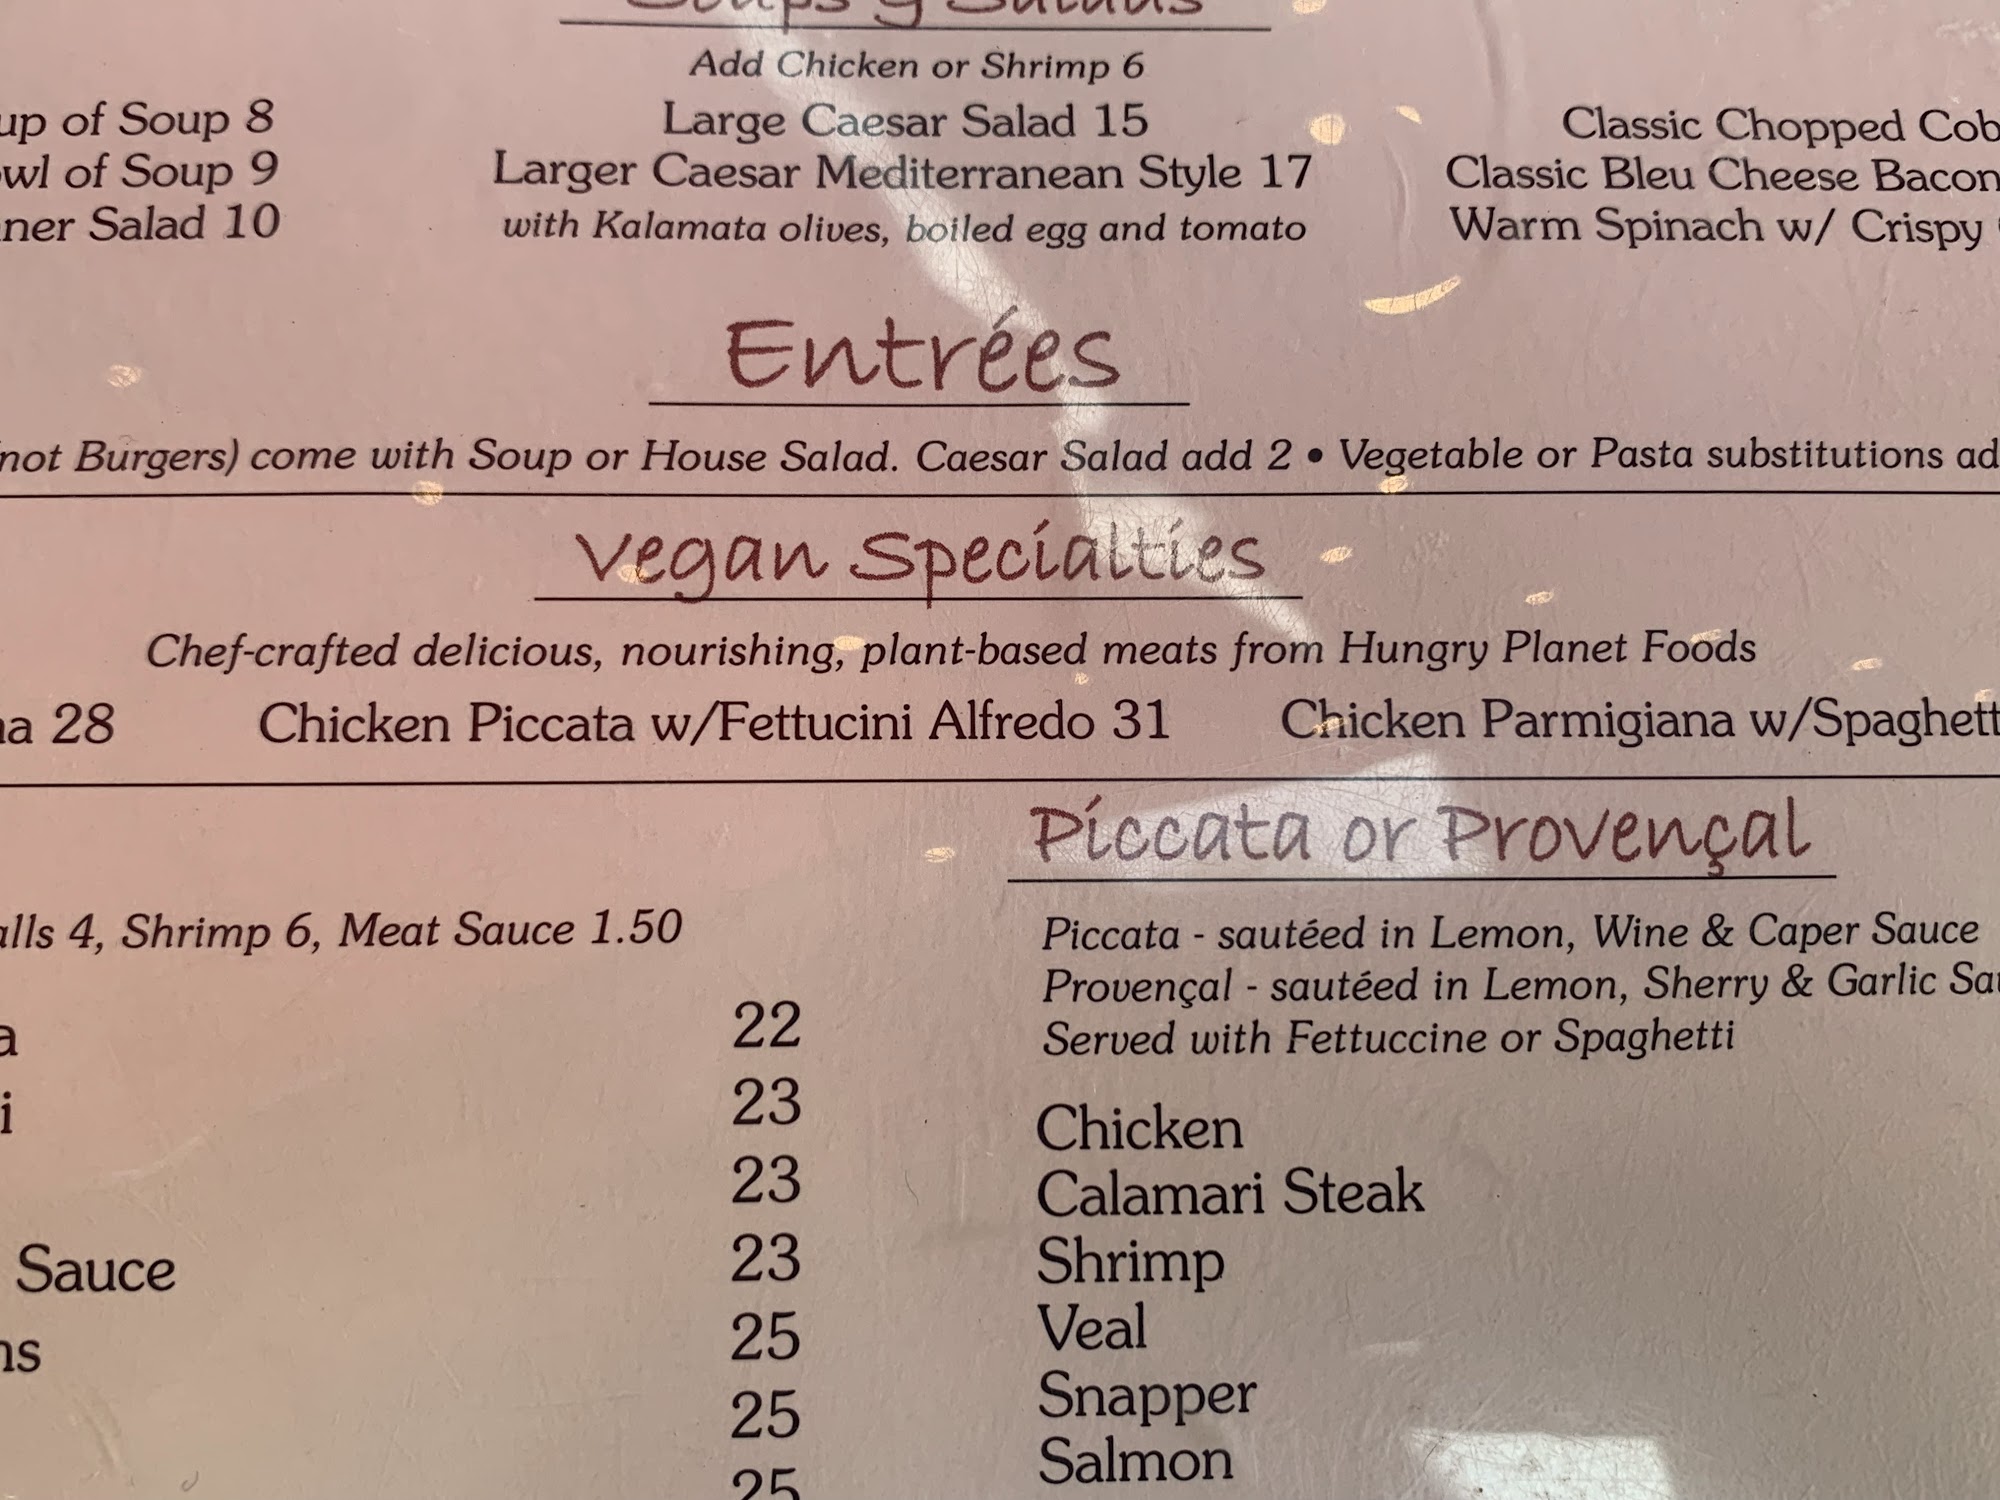 Soups & Salads
Add Chicken or Shrimp 6
up of Soup 8
wl of Soup 9
ner Salad 10
Large Caesar Salad 15
Larger Caesar Mediterranean Style 17
with Kalamata olives, boiled egg and tomato
Classic Chopped Cob
Classic Bleu Cheese Bacon
Warm Spinach w/ Crispy
Entrées
not Burgers) come with Soup or House Salad. Caesar Salad add 2 • Vegetable or Pasta substitutions ad
Vegan Specialties
Chef-crafted delicious, nourishing, plant-based meats from Hungry Planet Foods
na 28 Chicken Piccata w/Fettucini Alfredo 31 Chicken Parmigiana w/Spaghett
alls 4, Shrimp 6, Meat Sauce 1.50
a 22
i 23
23
Sauce 23
ns 25
25
25
Piccata or Provençal
Piccata - sautéed in Lemon, Wine & Caper Sauce
Provençal - sautéed in Lemon, Sherry & Garlic Sau
Served with Fettuccine or Spaghetti
Chicken
Calamari Steak
Shrimp
Veal
Snapper
Salmon